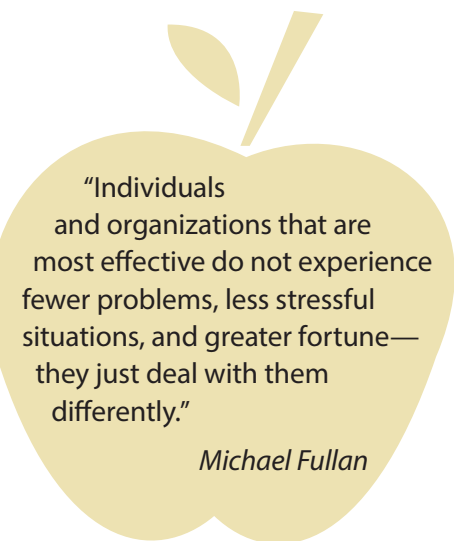 “Individuals
and organizations that are
most effective do not experience
fewer problems, less stressful
situations, and greater fortune—
they just deal with them
differently.”
Michael Fullan